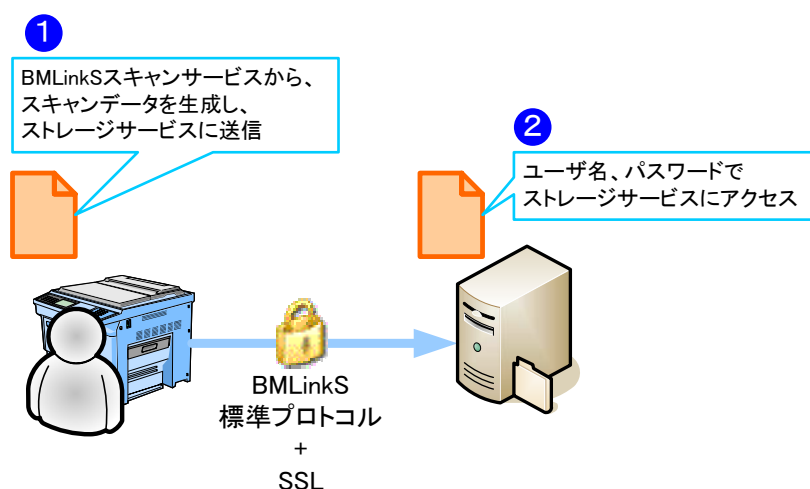 1
BMLinkSスキャンサービスから、
スキャンデータを生成し、
ストレージサービスに送信
2
ユーザ名、パスワードで
ストレージサービスにアクセス
BMLinkS
標準プロトコル
+
SSL